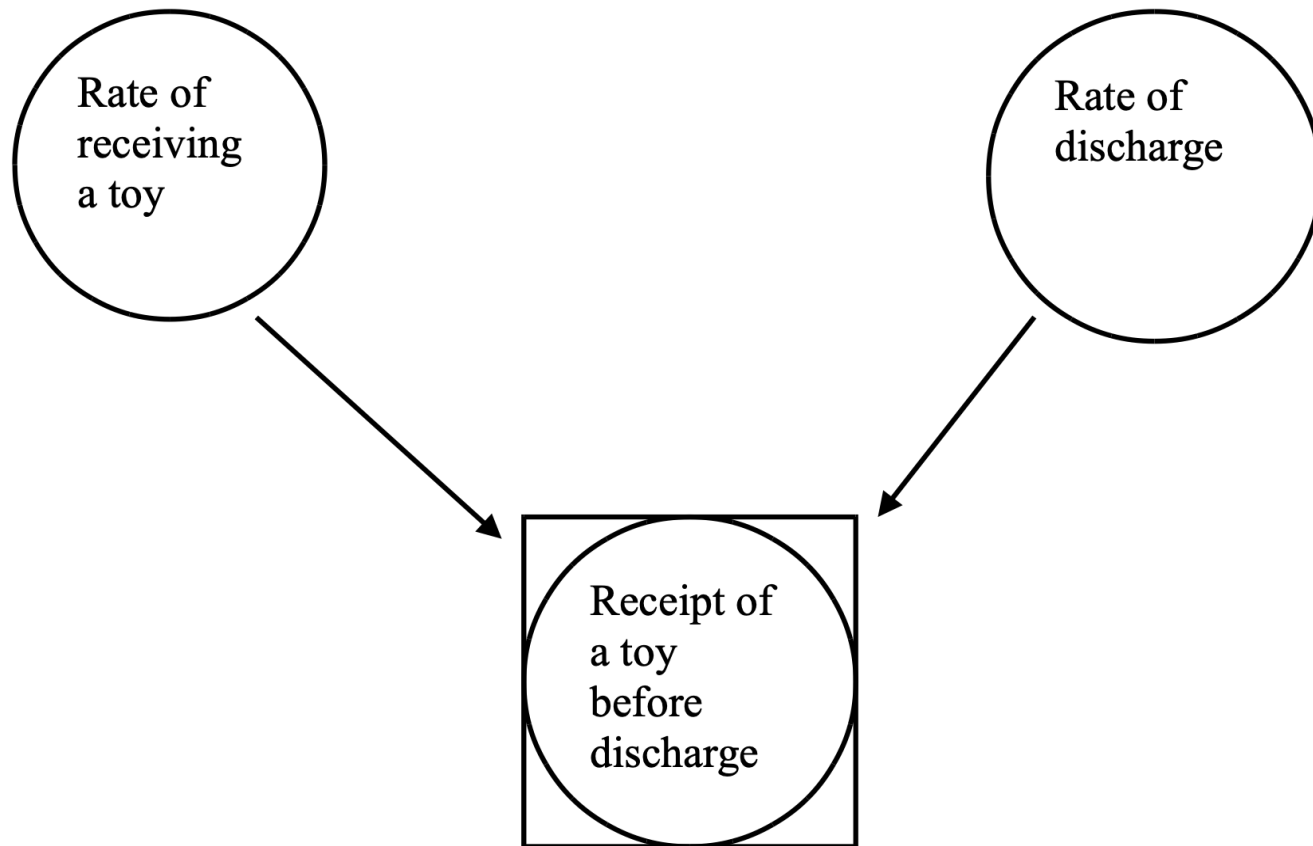 Rate of
receiving
a toy
Rate of
discharge
Receipt of
a toy
before
discharge